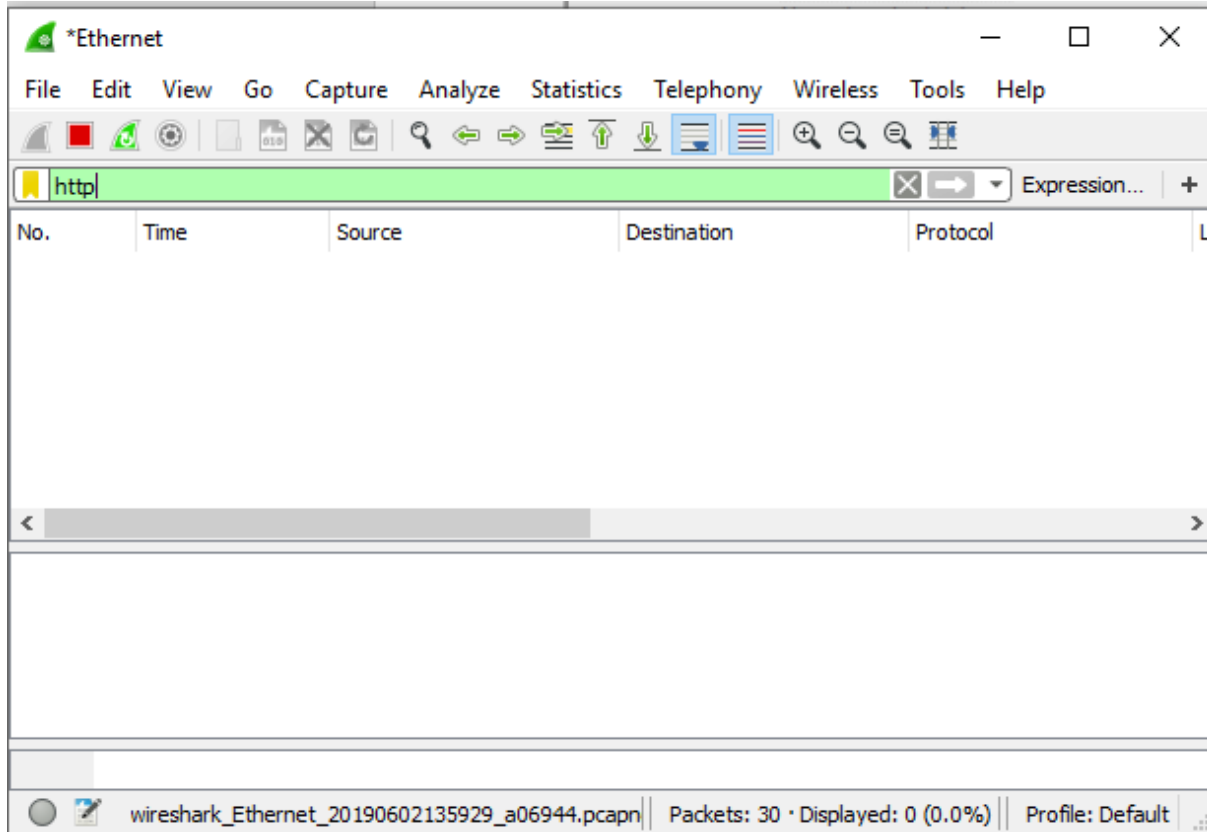 *Ethernet
File Edit View Go Capture Analyze Statistics Telephony Wireless Tools Help
http Expression... +
No. Time Source Destination Protocol L
wireshark_Ethernet_20190602135929_a06944.pcapn Packets: 30 · Displayed: 0 (0.0%) Profile: Default